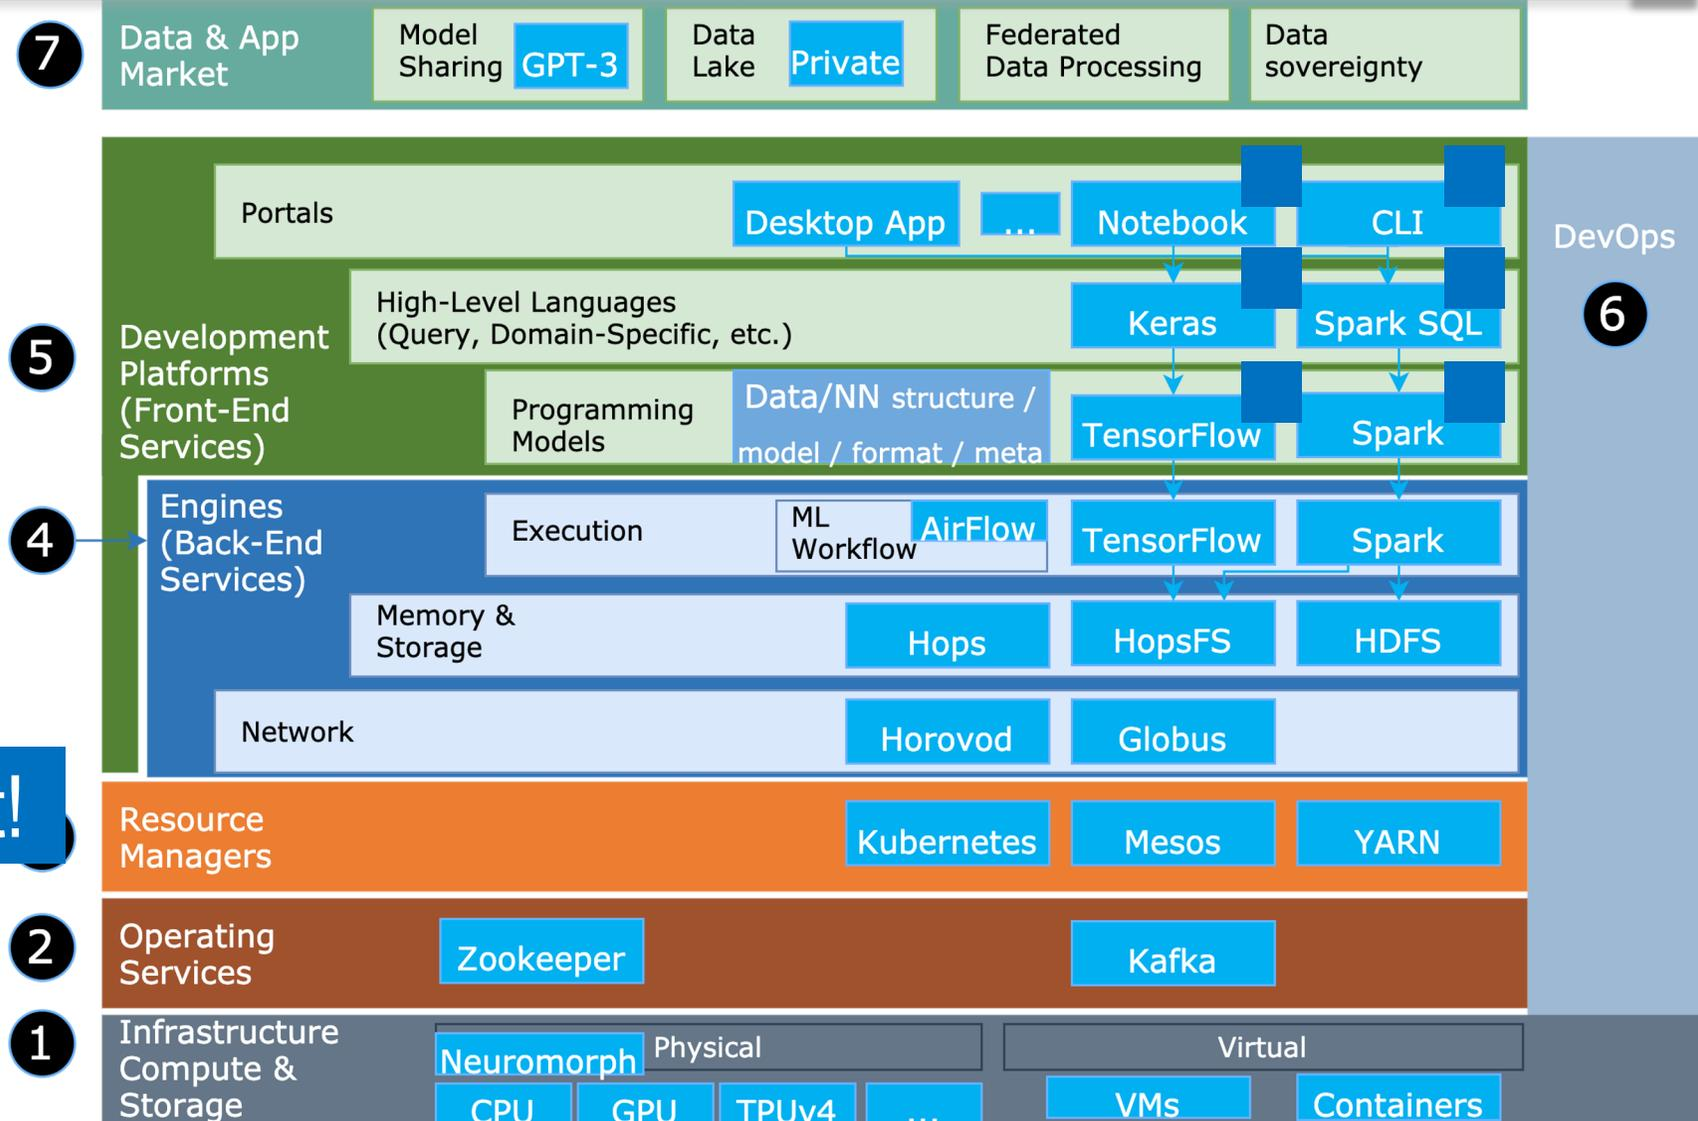 7
Data & App
Market
Model
Sharing
GPT-3
Data
Lake
Private
Federated
Data Processing
Data
sovereignty
Portals
Desktop App
...
Notebook
CLI
DevOps
6
5
Development
Platforms
(Front-End
Services)
High-Level Languages
(Query, Domain-Specific, etc.)
Keras
Spark SQL
Programming
Models
Data/NN structure /
model / format / meta
TensorFlow
Spark
4
Engines
(Back-End
Services)
Execution
ML
Workflow
AirFlow
TensorFlow
Spark
Memory &
Storage
Hops
HopsFS
HDFS
Network
Horovod
Globus
!
Resource
Managers
Kubernetes
Mesos
YARN
2
Operating
Services
Zookeeper
Kafka
1
Infrastructure
Compute &
Storage
Neuromorph
Physical
Virtual
CPU
GPU
TPUv4
...
VMs
Containers